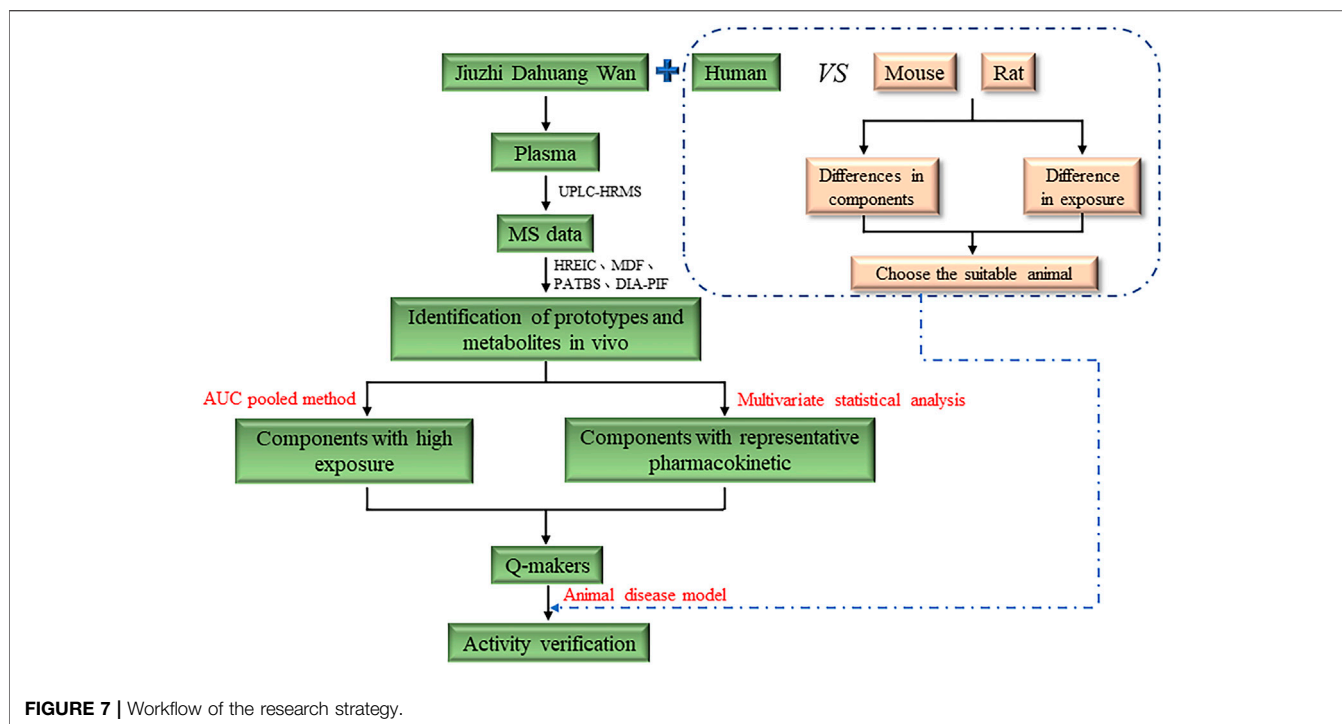 Jiuzhi Dahuang Wan
Human
VS
Mouse
Rat
Plasma
Differences in
components
Difference
in exposure
UPLC-HRMS
MS data
Choose the suitable animal
HREIC、MDF、
PATBS、DIA-PIF
Identification of prototypes and
metabolites in vivo
AUC pooled method
Multivariate statistical analysis
Components with high
exposure
Components with representative
pharmacokinetic
Q-makers
Animal disease model
Activity verification
FIGURE 7 | Workflow of the research strategy.